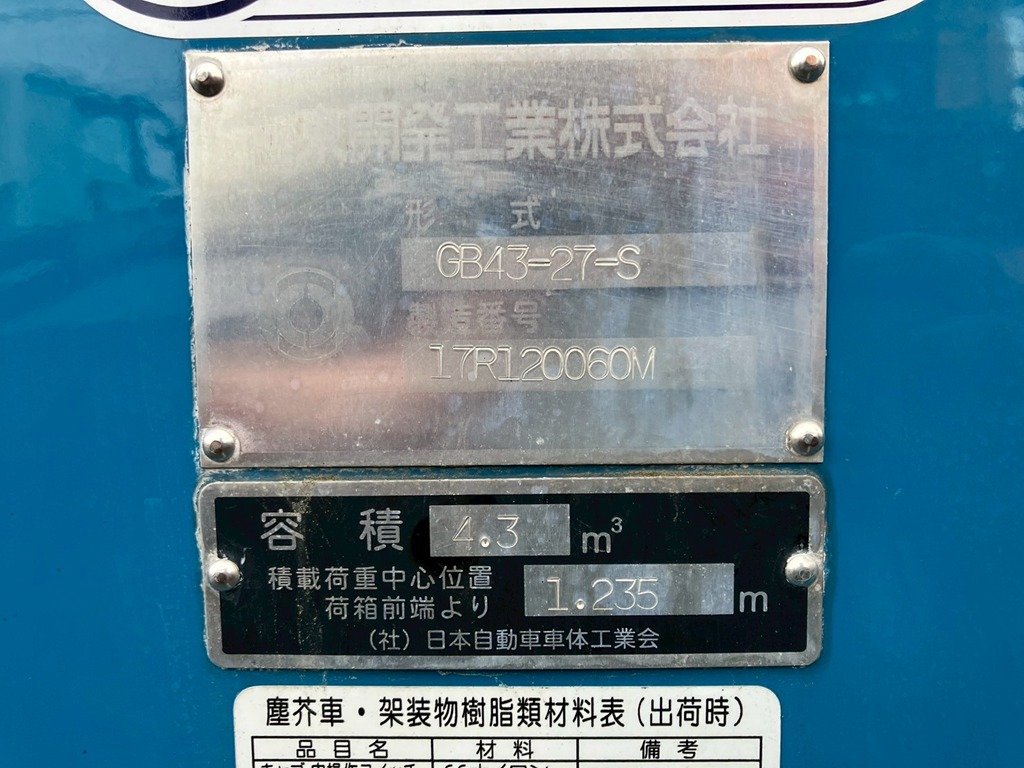 開発工業株式会社
形式
GB43-27-S
製造番号
17R120060M
容積 4.3 m³
積載荷重中心位置
荷箱前端より 1.235 m
(社)日本自動車車体工業会
塵芥車・架装物樹脂類材料表(出荷時)
品目名 材料 備考